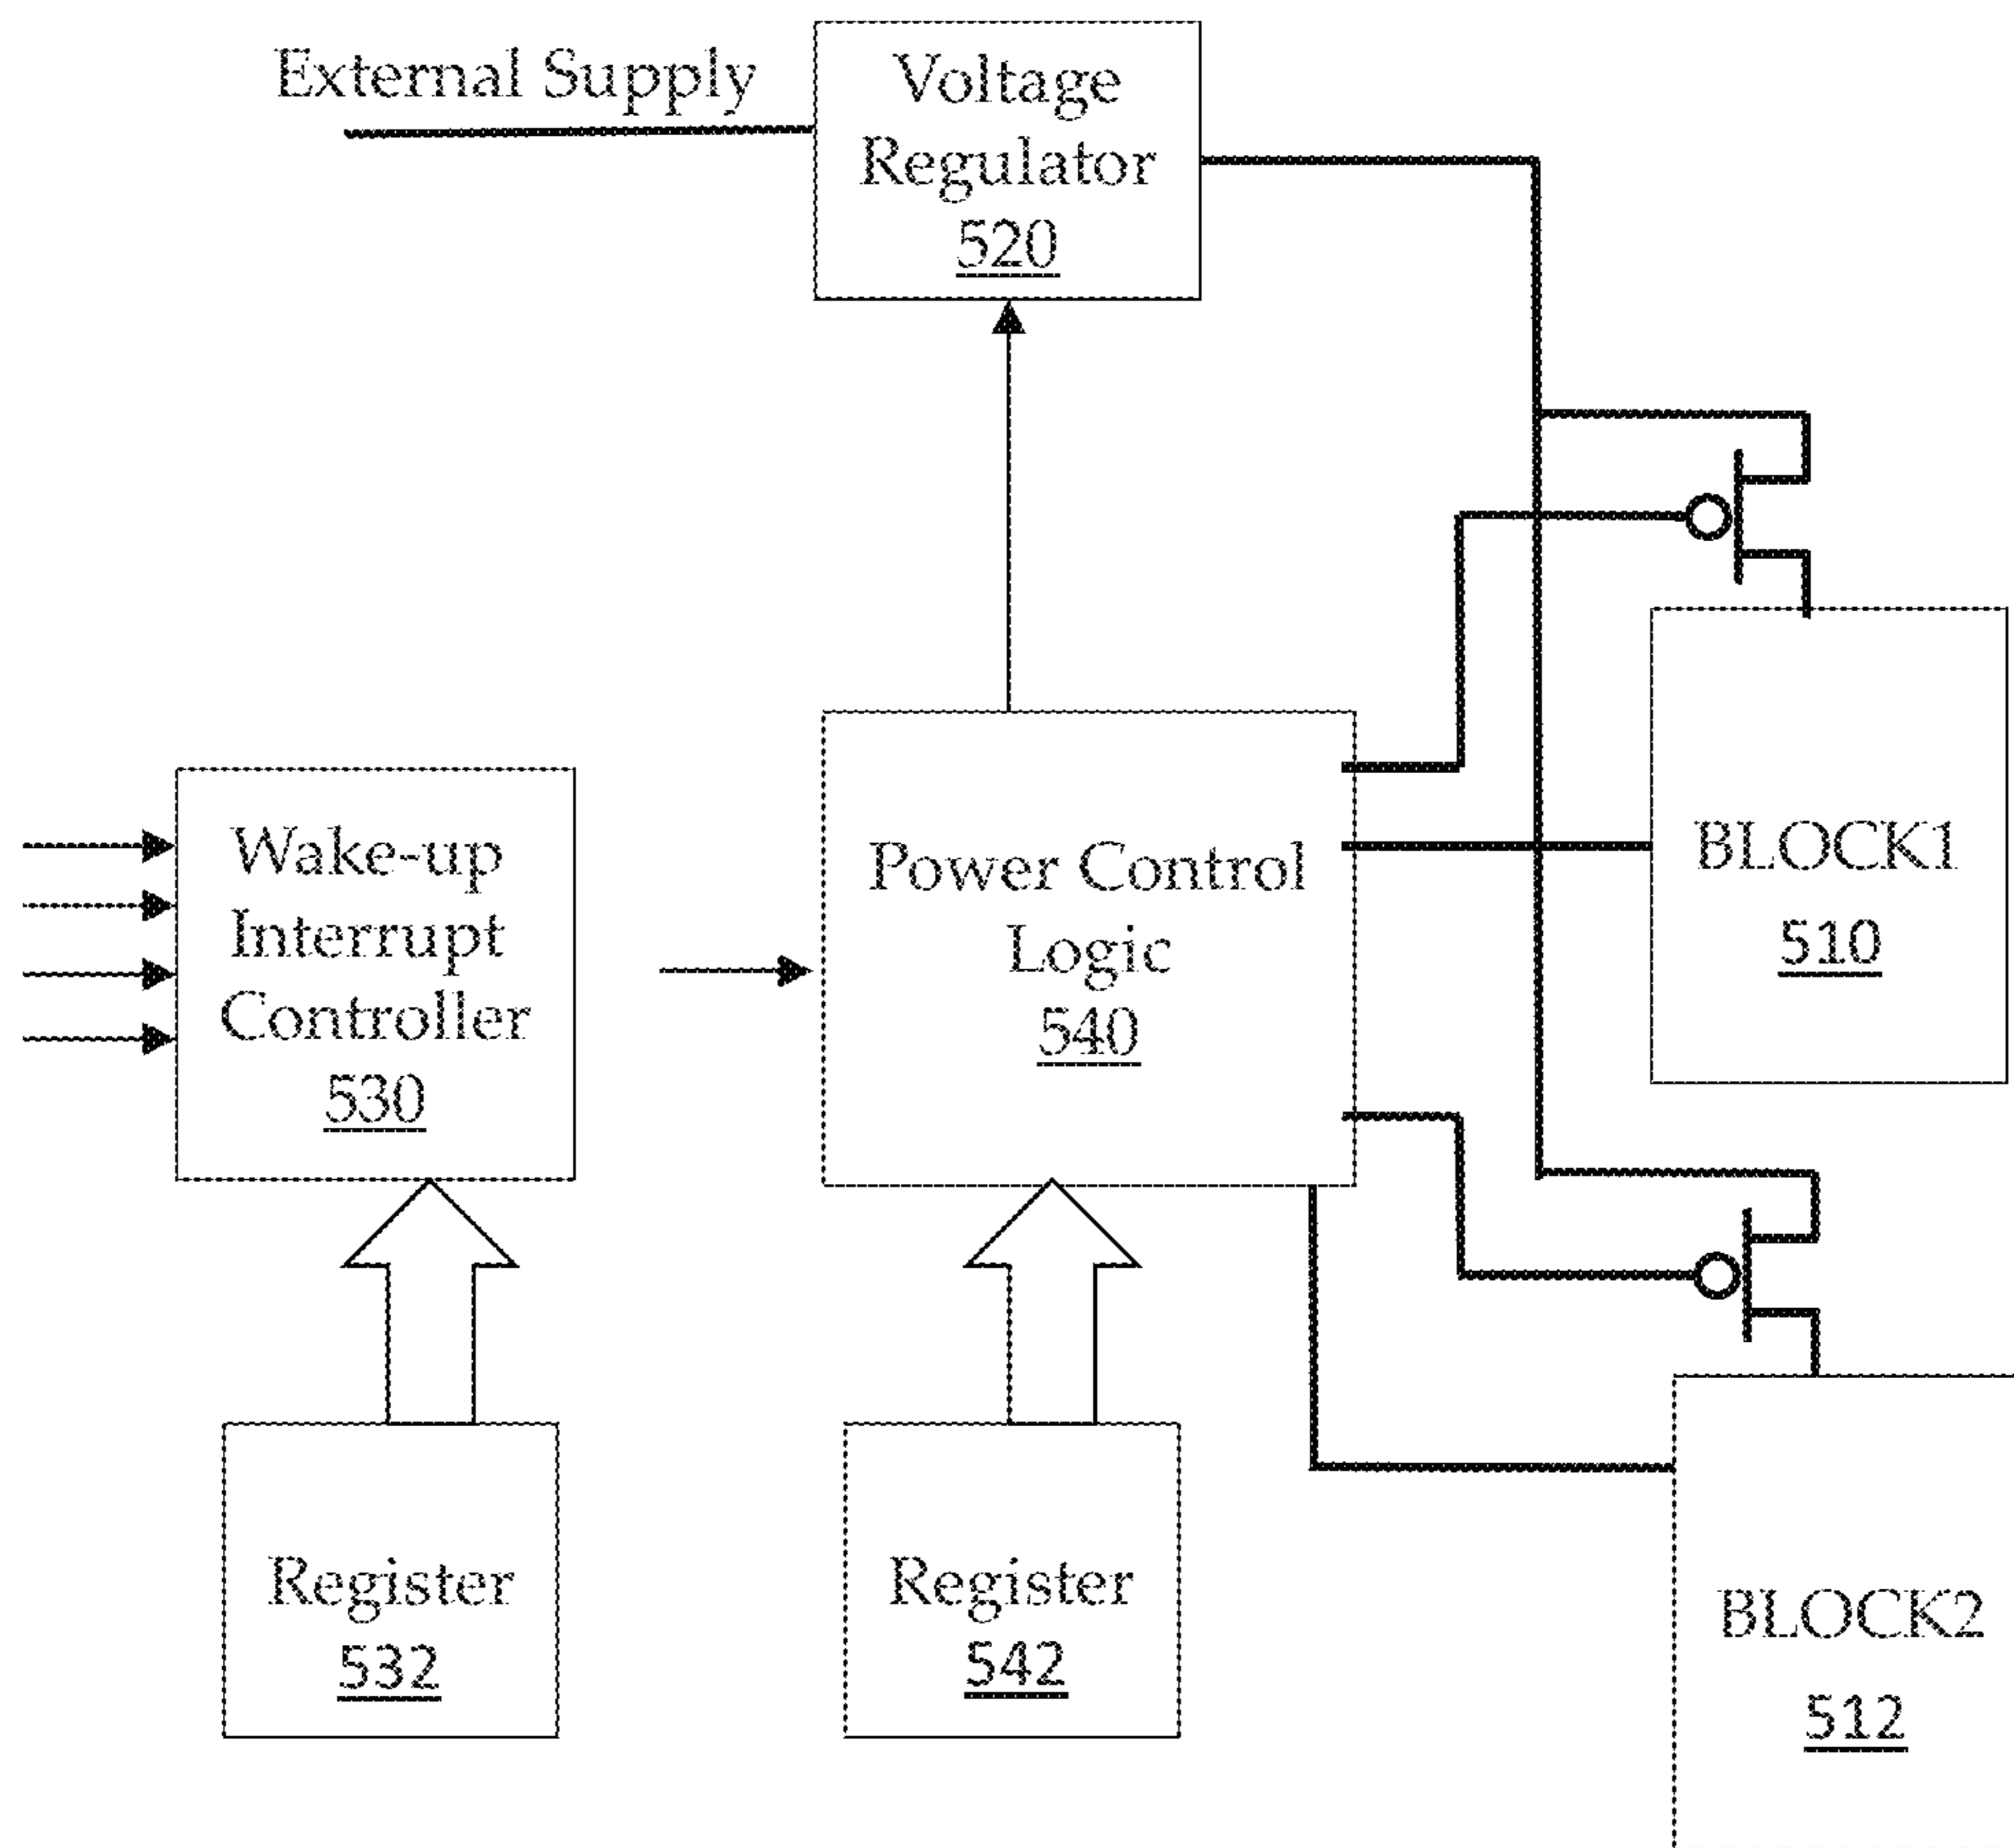 External Supply
Voltage
Regulator
520
Wake-up
Interrupt
Controller
530
Power Control
Logic
540
BLOCK1
510
Register
532
Register
542
BLOCK2
512